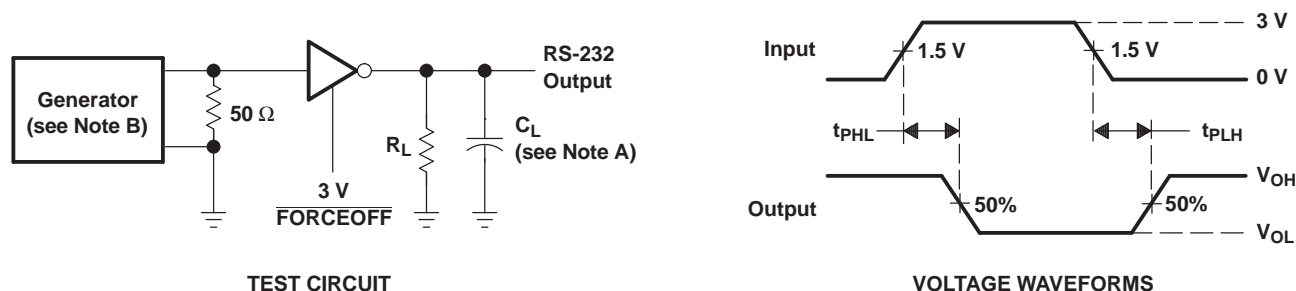 Generator
(see Note B)
50 Ω
3 V
FORCEOFF
R_L
C_L
(see Note A)
RS-232
Output
TEST CIRCUIT
Input
1.5 V
1.5 V
3 V
0 V
t_PHL
t_PLH
Output
50%
50%
V_OH
V_OL
VOLTAGE WAVEFORMS